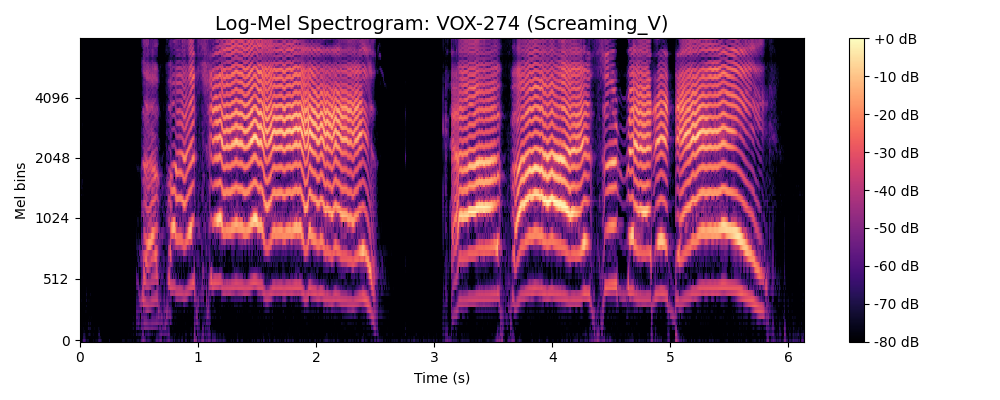 Log-Mel Spectrogram: VOX-274 (Screaming_V)
Mel bins
4096
2048
1024
512
0
0 1 2 3 4 5 6
Time (s)
+0 dB
-10 dB
-20 dB
-30 dB
-40 dB
-50 dB
-60 dB
-70 dB
-80 dB